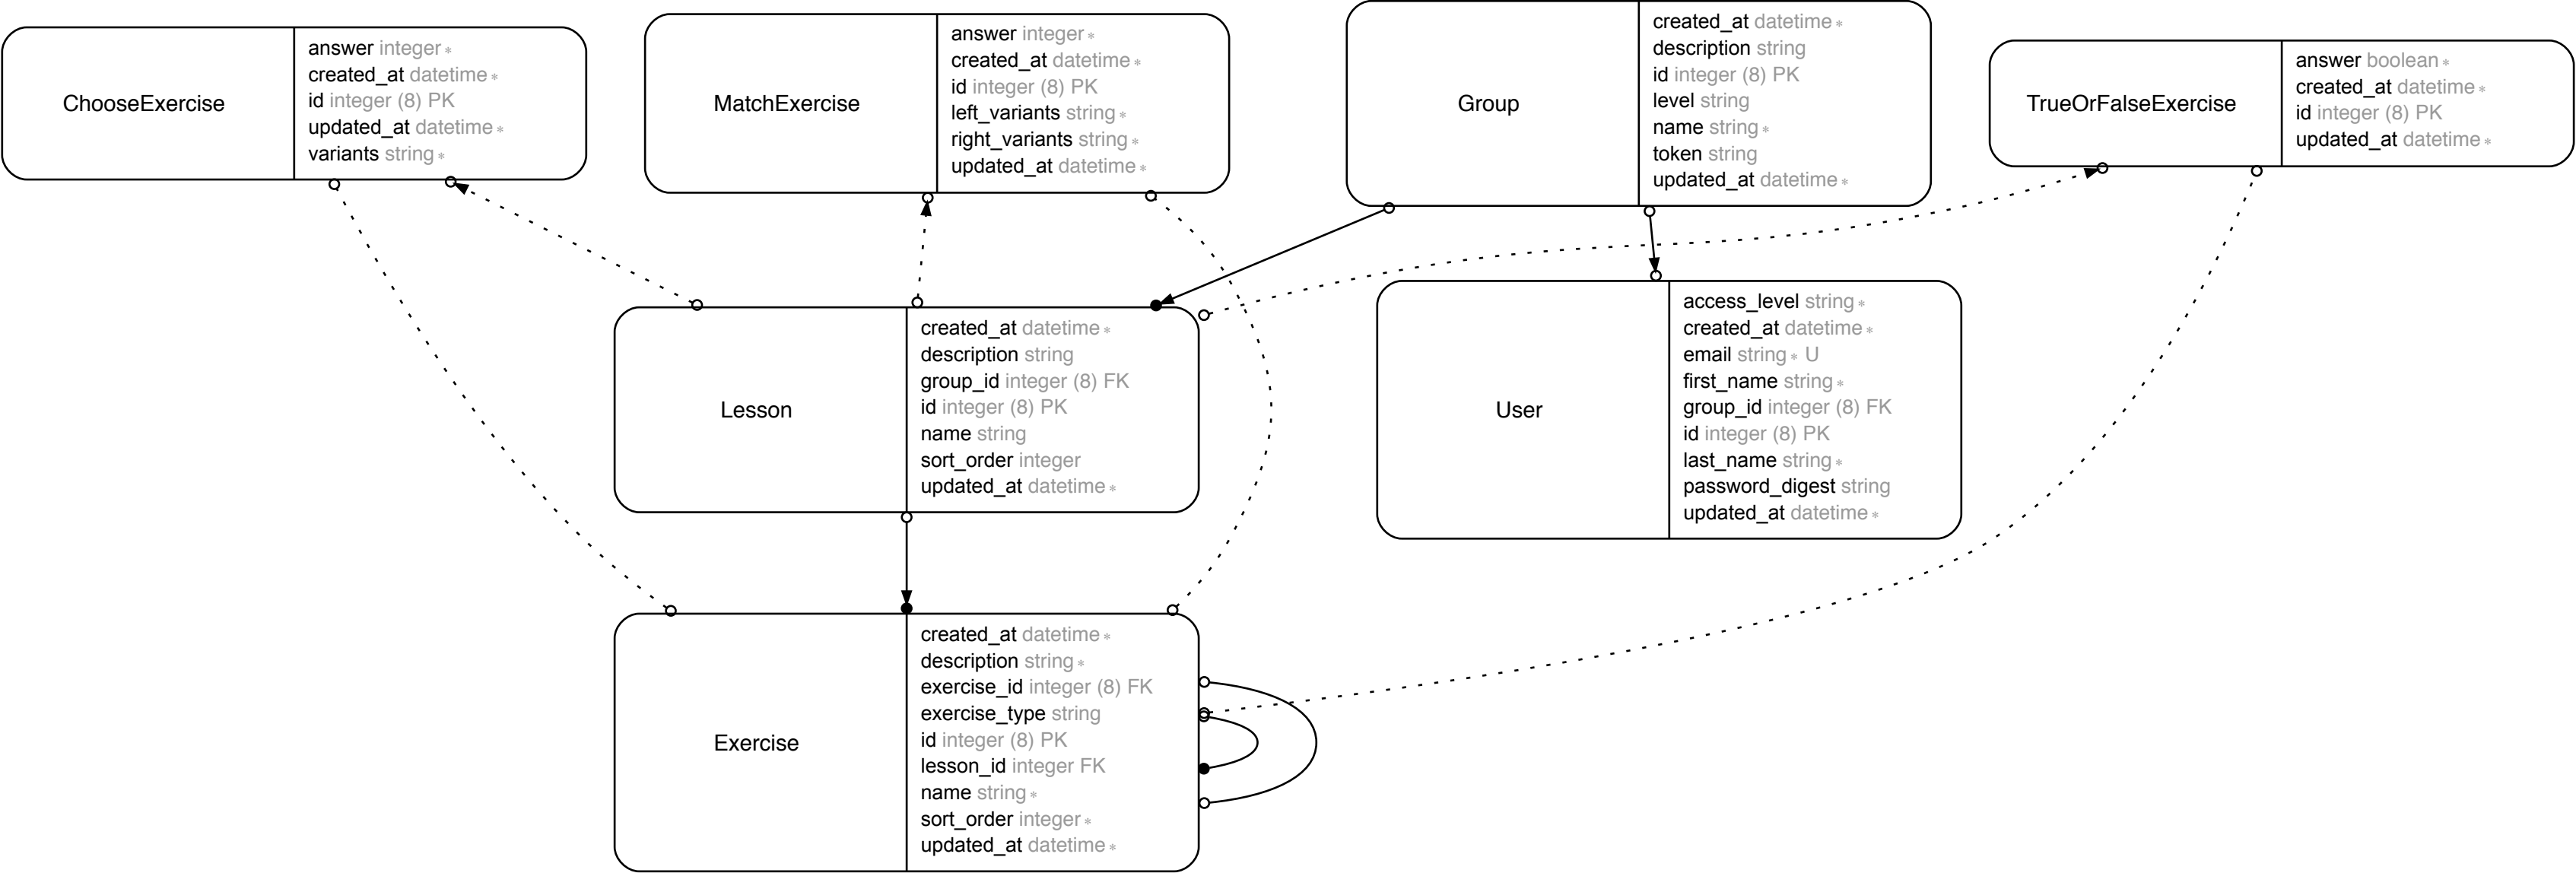 ChooseExercise
answer integer ∗
created_at datetime ∗
id integer (8) PK
updated_at datetime ∗
variants string ∗
MatchExercise
answer integer ∗
created_at datetime ∗
id integer (8) PK
left_variants string ∗
right_variants string ∗
updated_at datetime ∗
Group
created_at datetime ∗
description string
id integer (8) PK
level string
name string ∗
token string
updated_at datetime ∗
TrueOrFalseExercise
answer boolean ∗
created_at datetime ∗
id integer (8) PK
updated_at datetime ∗
Lesson
created_at datetime ∗
description string
group_id integer (8) FK
id integer (8) PK
name string
sort_order integer
updated_at datetime ∗
User
access_level string ∗
created_at datetime ∗
email string ∗ U
first_name string ∗
group_id integer (8) FK
id integer (8) PK
last_name string ∗
password_digest string
updated_at datetime ∗
Exercise
created_at datetime ∗
description string ∗
exercise_id integer (8) FK
exercise_type string
id integer (8) PK
lesson_id integer FK
name string ∗
sort_order integer ∗
updated_at datetime ∗